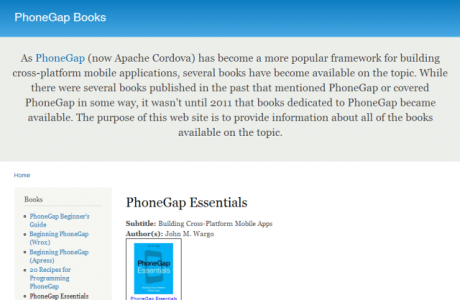 PhoneGap Books
As PhoneGap (now Apache Cordova) has become a more popular framework for building
cross-platform mobile applications, several books have become available on the topic. While
there were several books published in the past that mentioned PhoneGap or covered
PhoneGap in some way, it wasn't until 2011 that books dedicated to PhoneGap became
available. The purpose of this web site is to provide information about all of the books
available on the topic.
Home
Books
PhoneGap Beginner's
Guide
Beginning PhoneGap
(Wrox)
Beginning PhoneGap
(Apress)
20 Recipes for
Programming
PhoneGap
PhoneGap Essentials
PhoneGap Essentials
Subtitle: Building Cross-Platform Mobile Apps
Author(s): John M. Wargo
PhoneGap
Essentials
PhoneGap Essentials